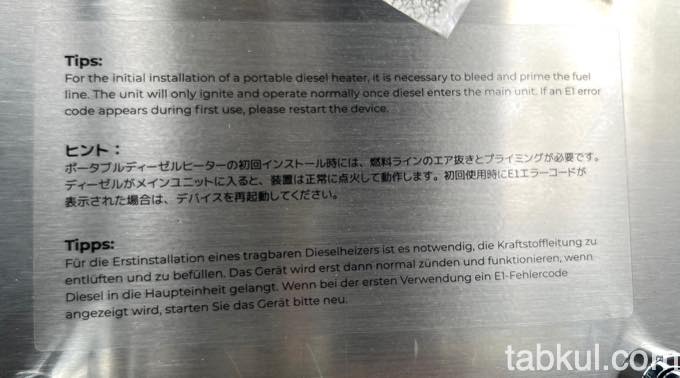 Tips:
For the initial installation of a portable diesel heater, it is necessary to bleed and prime the fuel
line. The unit will only ignite and operate normally once diesel enters the main unit. If an E1 error
code appears during first use, please restart the device.
ヒント：
ポータブルディーゼルヒーターの初回インストール時には、燃料ラインのエア抜きとプライミングが必要です。
ディーゼルがメインユニットに入ると、装置は正常に点火して動作します。初回使用時にE1エラーコードが
表示された場合は、デバイスを再起動してください。
Tipps:
Für die Erstinstallation eines tragbaren Dieselheizers ist es notwendig, die Kraftstoffleitung zu
entlüften und zu befüllen. Das Gerät wird erst dann normal zünden und funktionieren, wenn
Diesel in die Haupteinheit gelangt. Wenn bei der ersten Verwendung ein E1-Fehlercode
angezeigt wird, starten Sie das Gerät bitte neu.
tabkul.com